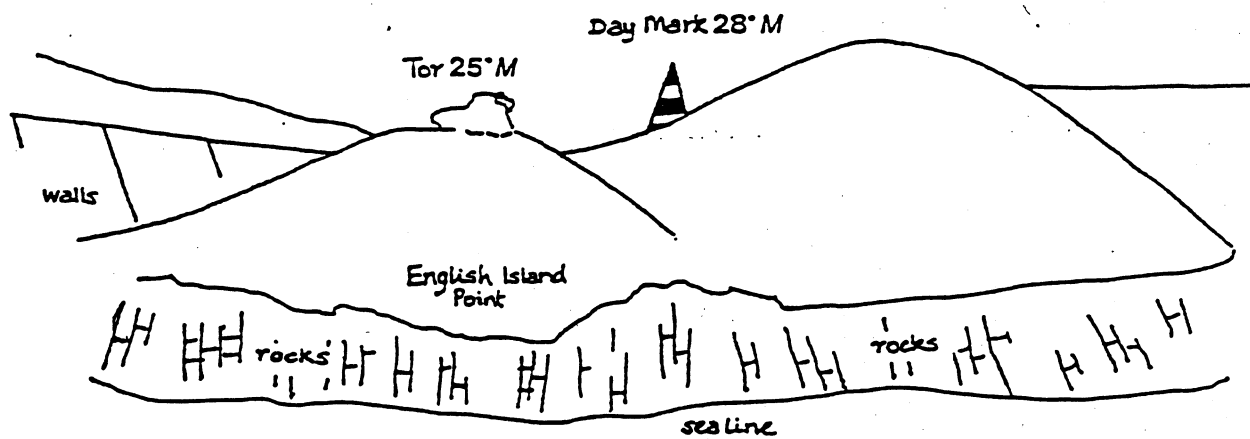 Day Mark 28°M
Tor 25°M
walls
English Island
Point
rocks
rocks
sea line